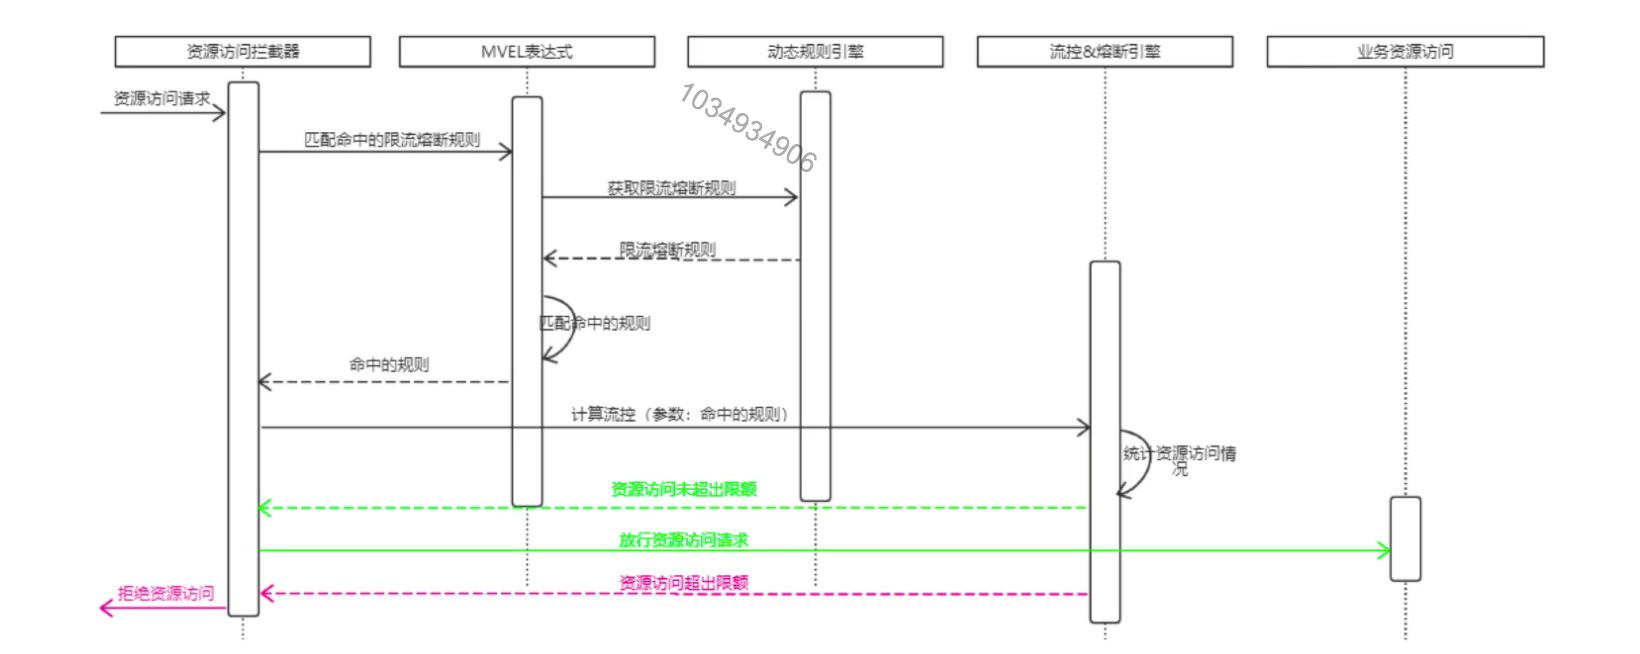 资源访问拦截器
MVEL表达式
动态规则引擎
流控&熔断引擎
业务资源访问
资源访问请求
1034934906
匹配命中的限流熔断规则
获取限流熔断规则
限流熔断规则
匹配命中的规则
命中的规则
计算流控（参数：命中的规则）
统计资源访问情
况
资源访问未超出限额
放行资源访问请求
资源访问超出限额
拒绝资源访问